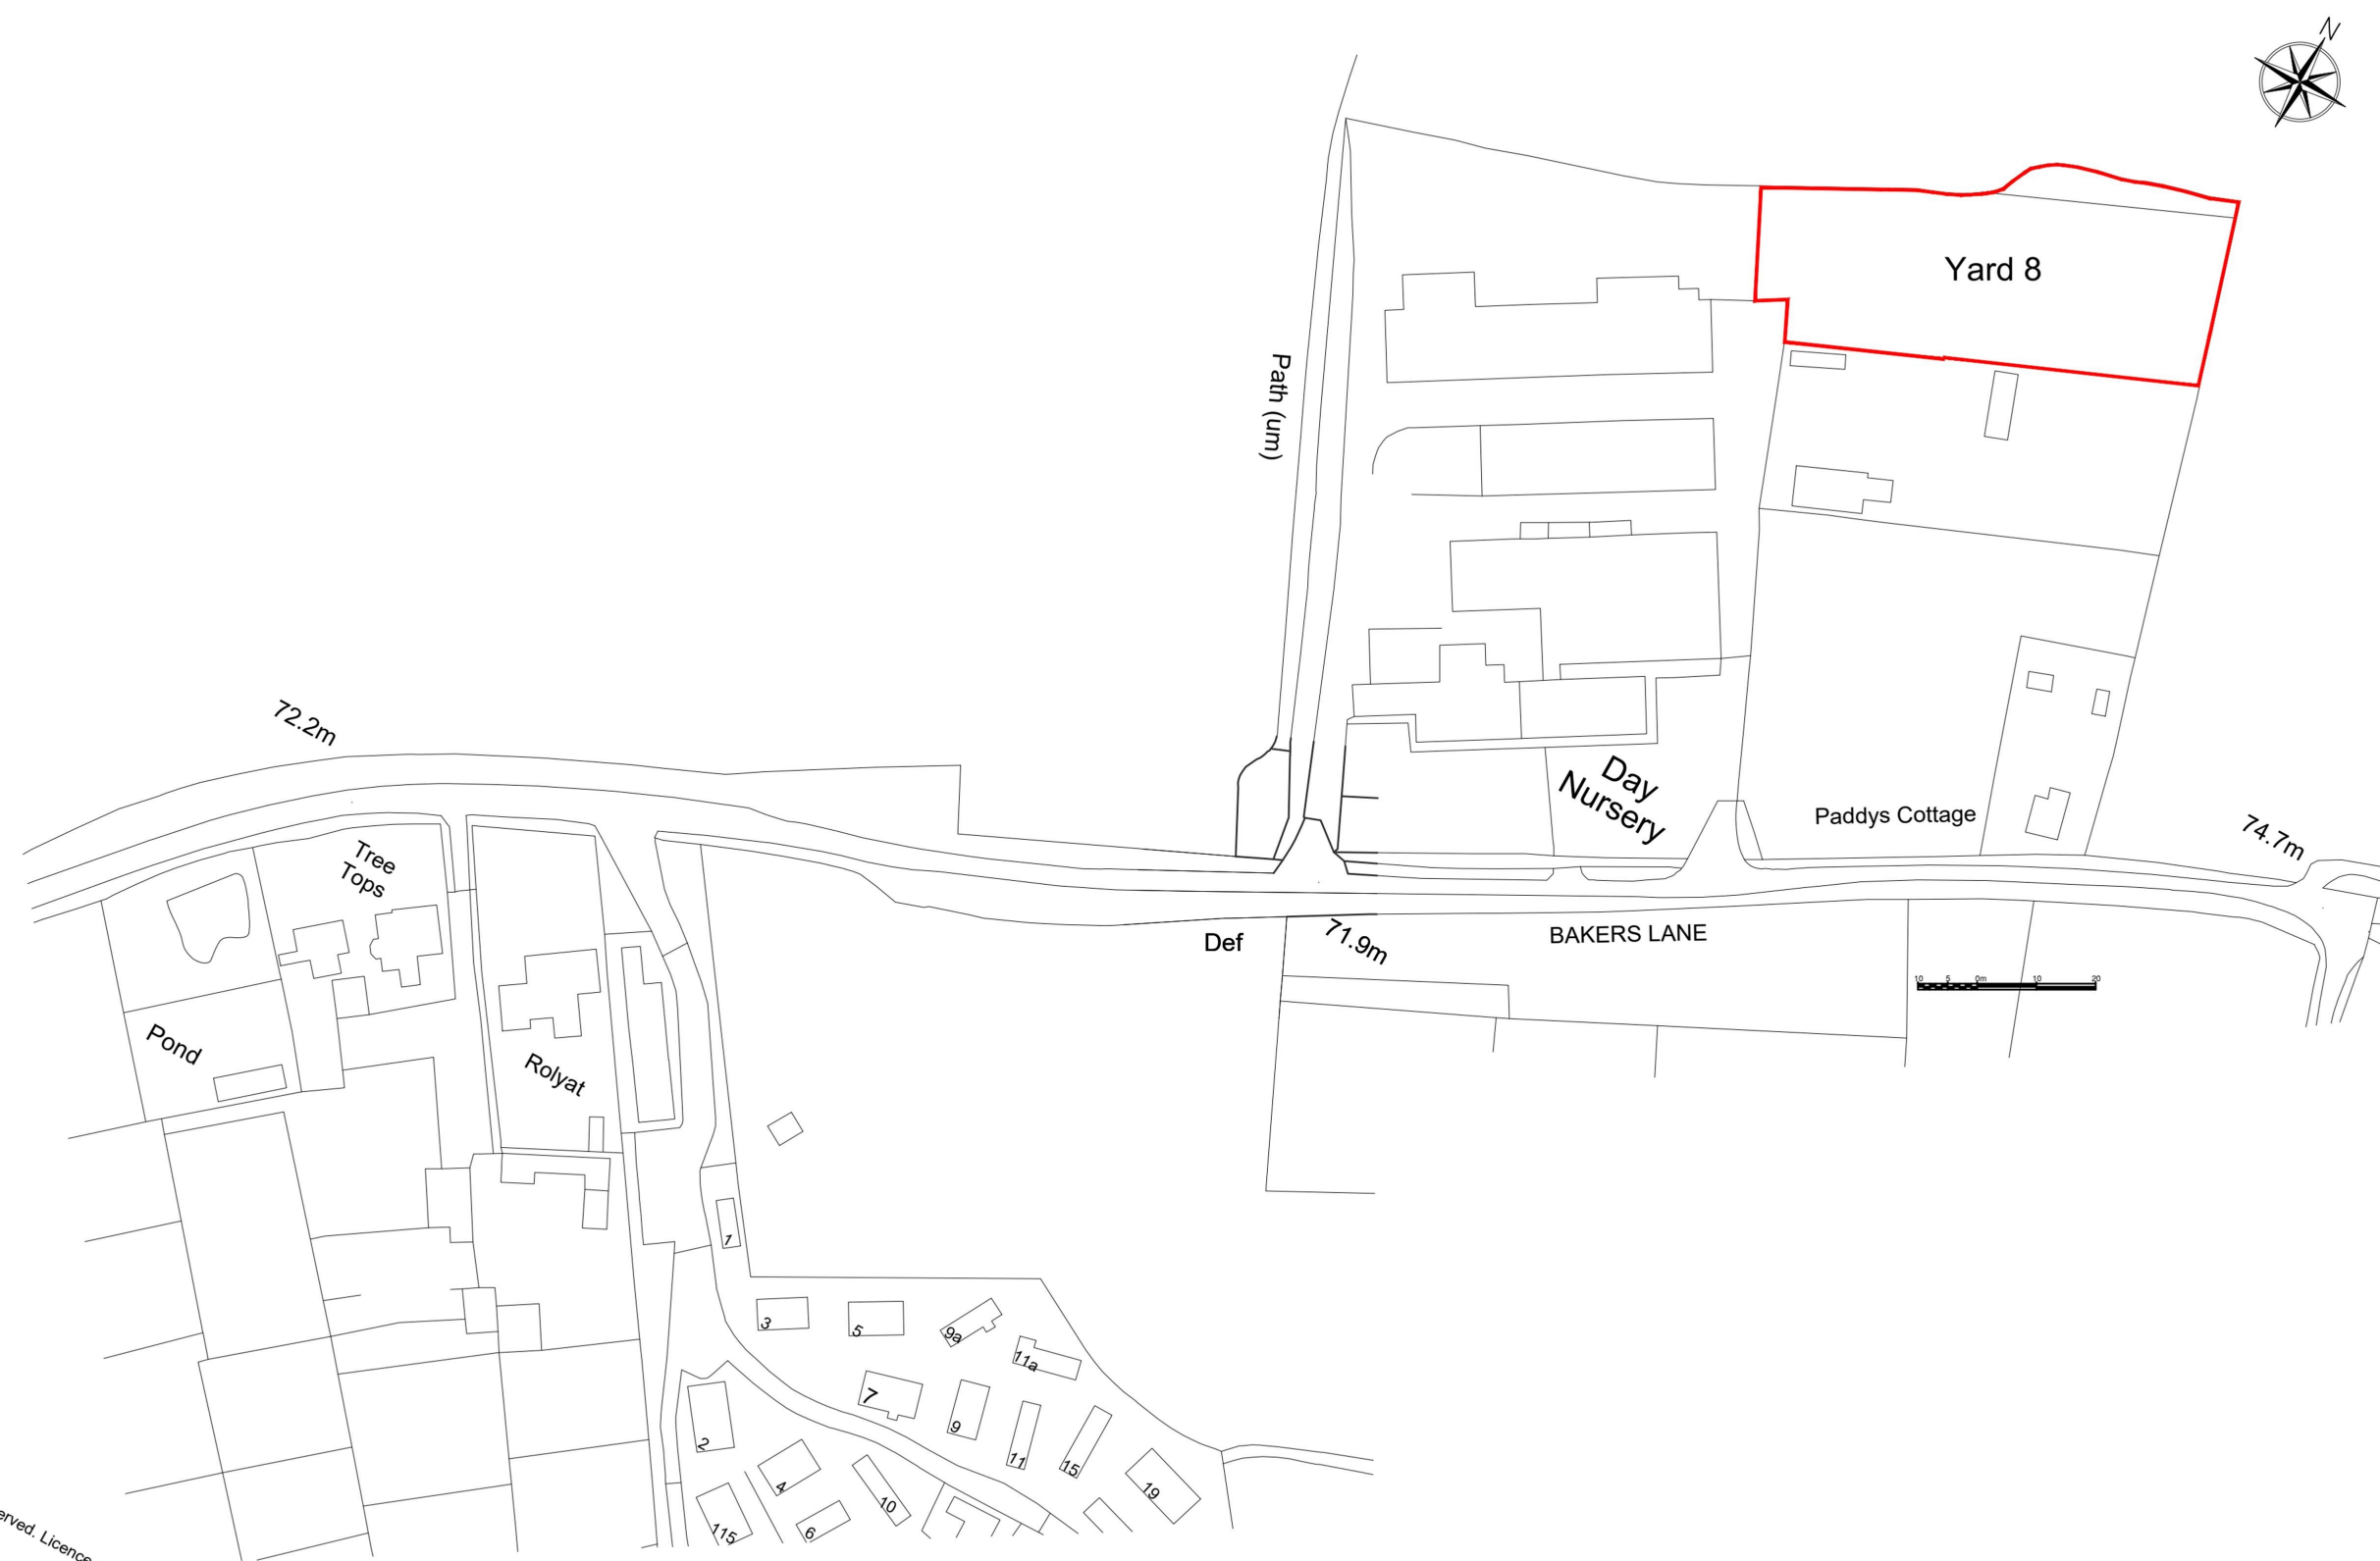 N
Yard 8
Path (um)
72.2m
Day
Nursery
Paddys Cottage
74.7m
Tree
Tops
Def
71.9m
BAKERS LANE
10 5 0m 10 20
Pond
Rolyat
1
3
5
9a
11a
7
9
11
15
19
2
4
10
6
115
erved. Licence